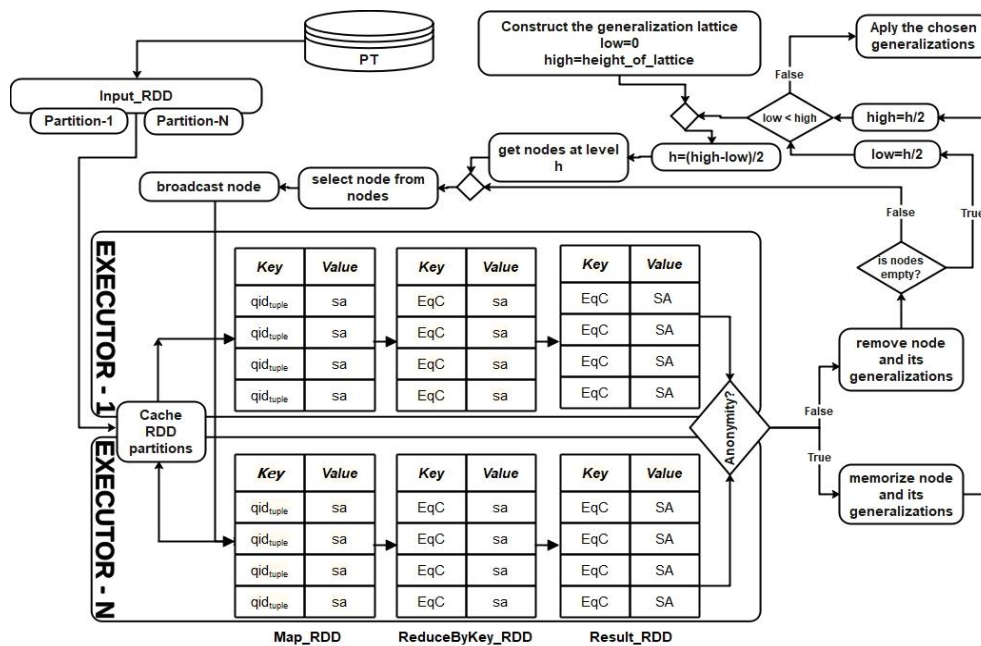 PT
Input_RDD
Partition-1
Partition-N
Construct the generalization lattice
low=0
high=height_of_lattice
Aply the chosen
generalizations
False
low < high
high=h/2
low=h/2
h=(high-low)/2
get nodes at level
h
select node from
nodes
broadcast node
False
True
is nodes
empty?
EXECUTOR - 1
Key Value
qidtuple sa
qidtuple sa
qidtuple sa
qidtuple sa
Key Value
EqC sa
EqC sa
EqC sa
EqC sa
Key Value
EqC SA
EqC SA
EqC SA
EqC SA
remove node
and its
generalizations
Cache
RDD
partitions
Anonymity?
False
True
memorize node
and its
generalizations
EXECUTOR - N
Key Value
qidtuple sa
qidtuple sa
qidtuple sa
qidtuple sa
Key Value
EqC sa
EqC sa
EqC sa
EqC sa
Key Value
EqC SA
EqC SA
EqC SA
EqC SA
Map_RDD
ReduceByKey_RDD
Result_RDD